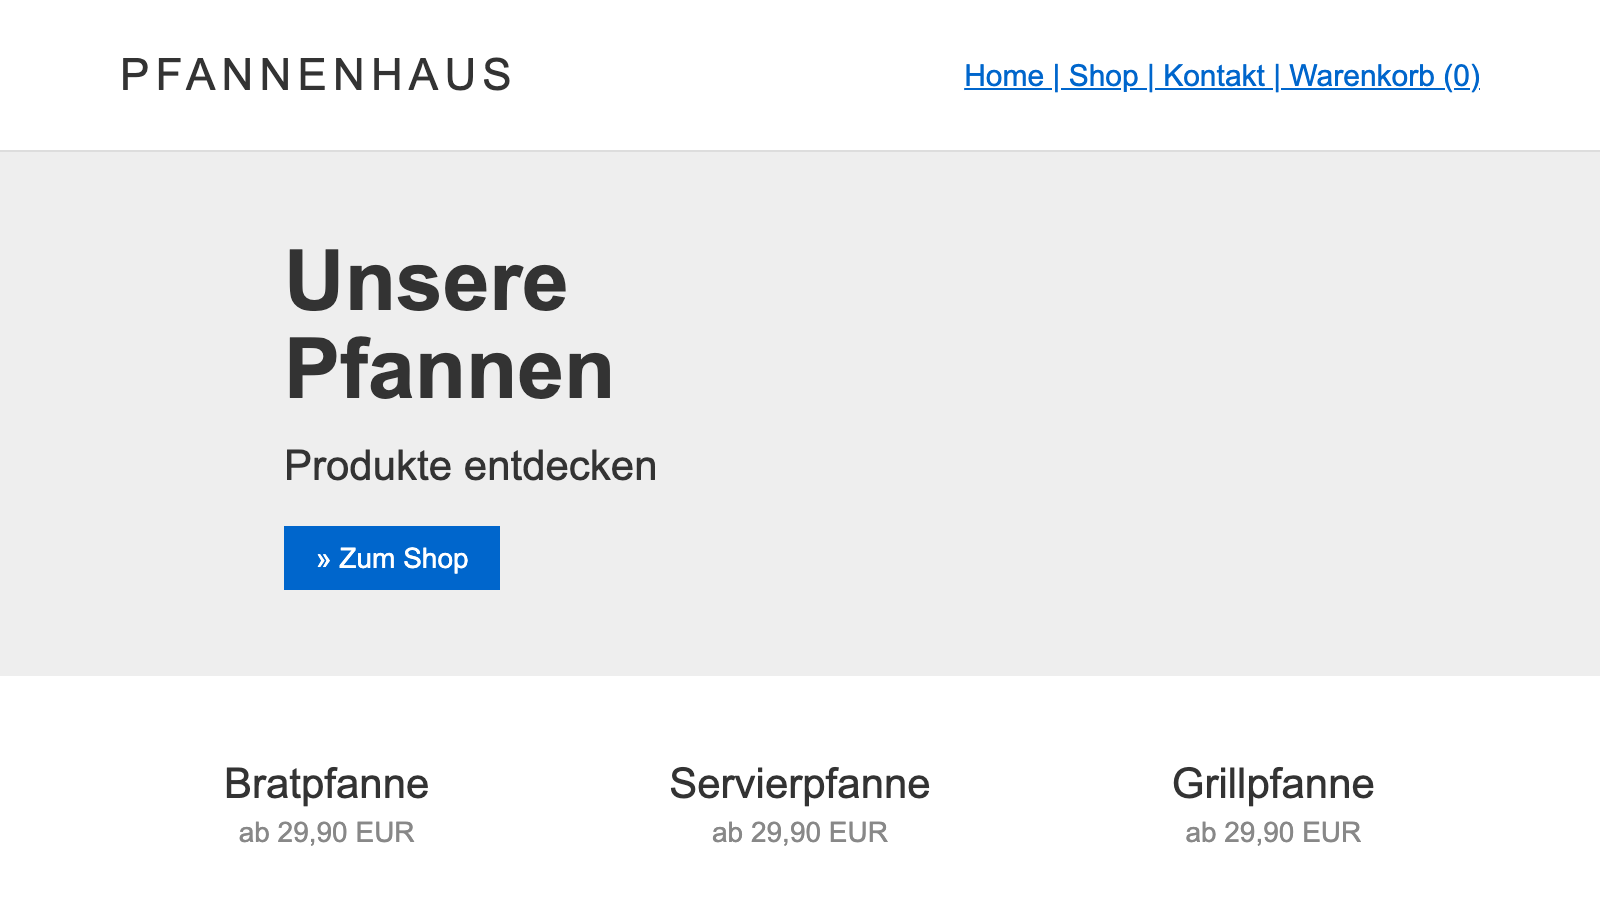 PFANNENHAUS
Home | Shop | Kontakt | Warenkorb (0)
Unsere
Pfannen
Produkte entdecken
» Zum Shop
Bratpfanne
ab 29,90 EUR
Servierpfanne
ab 29,90 EUR
Grillpfanne
ab 29,90 EUR